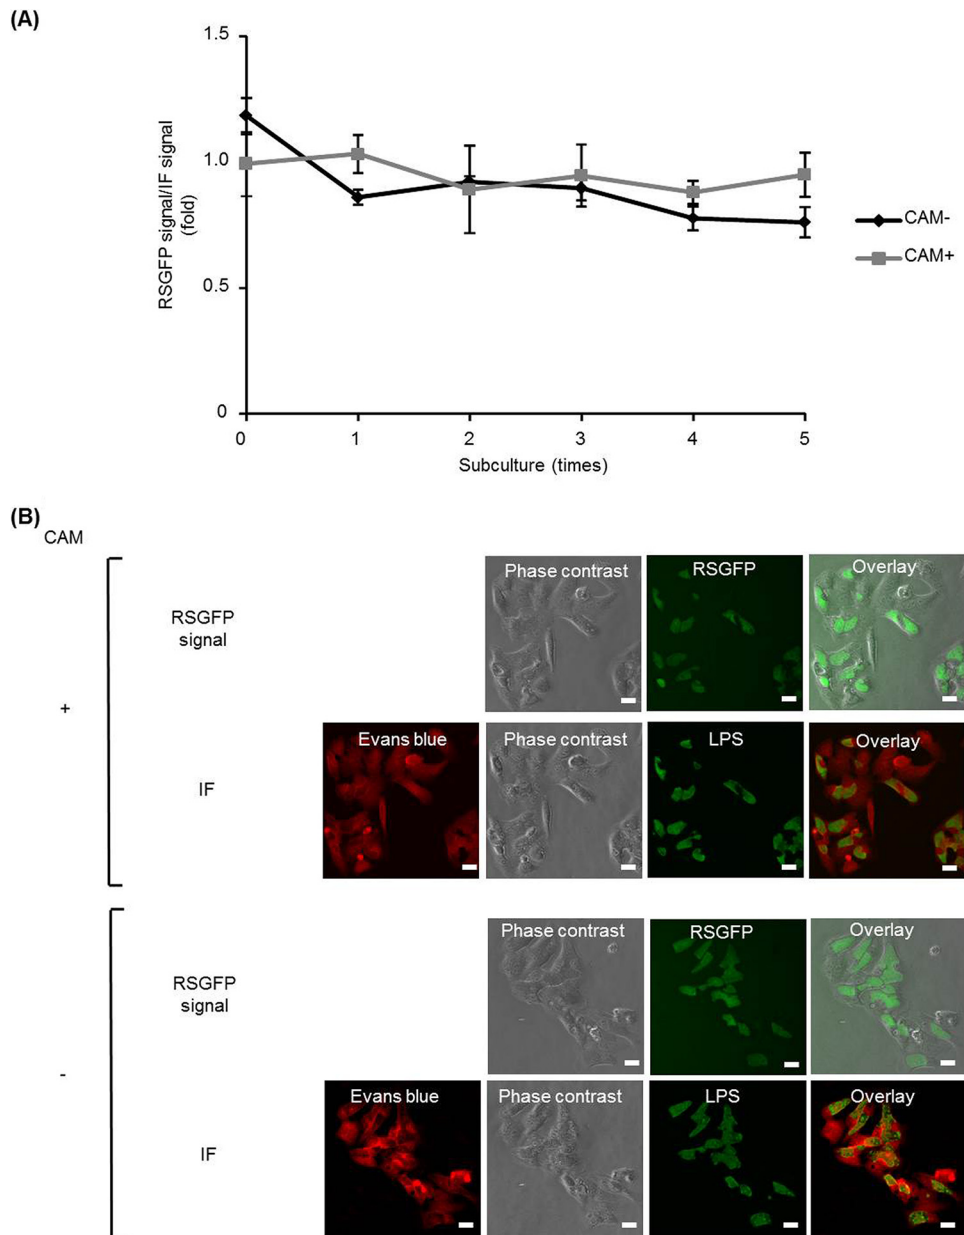 (A)
1.5
1.0
0.5
0
RSGFP signal/IF signal
(fold)
0 1 2 3 4 5
Subculture (times)
CAM-
CAM+
(B)
CAM
+
RSGFP
signal
Phase contrast RSGFP Overlay
IF
Evans blue Phase contrast LPS Overlay
-
RSGFP
signal
Phase contrast RSGFP Overlay
IF
Evans blue Phase contrast LPS Overlay